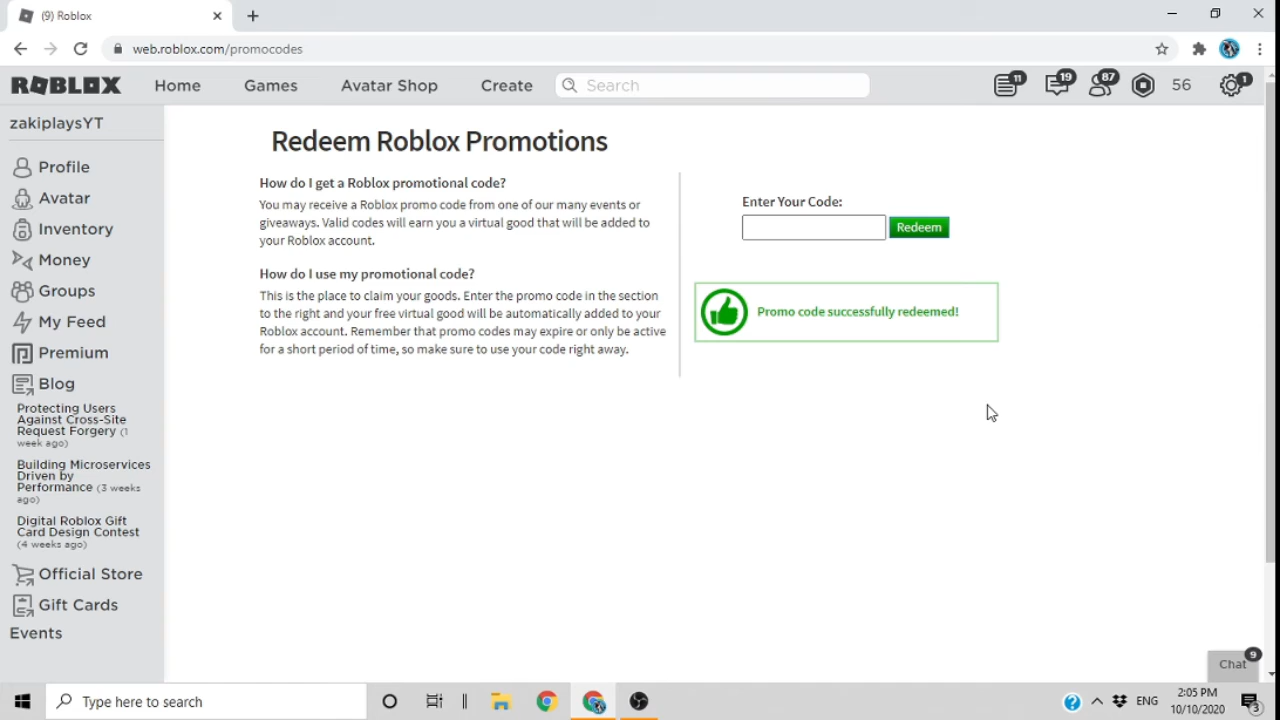 (9) Roblox
web.roblox.com/promocodes
ROBLOX Home Games Avatar Shop Create Search 11 19 87 56 1
zakiplaysYT
Profile
Avatar
Inventory
Money
Groups
My Feed
Premium
Blog
Protecting Users
Against Cross-Site
Request Forgery (1
week ago)
Building Microservices
Driven by
Performance (3 weeks
ago)
Digital Roblox Gift
Card Design Contest
(4 weeks ago)
Official Store
Gift Cards
Events
Redeem Roblox Promotions
How do I get a Roblox promotional code?
You may receive a Roblox promo code from one of our many events or
giveaways. Valid codes will earn you a virtual good that will be added to
your Roblox account.
How do I use my promotional code?
This is the place to claim your goods. Enter the promo code in the section
to the right and your free virtual good will be automatically added to your
Roblox account. Remember that promo codes may expire or only be active
for a short period of time, so make sure to use your code right away.
Enter Your Code:
Redeem
Promo code successfully redeemed!
Chat 9
Type here to search
ENG
2:05 PM
10/10/2020
3